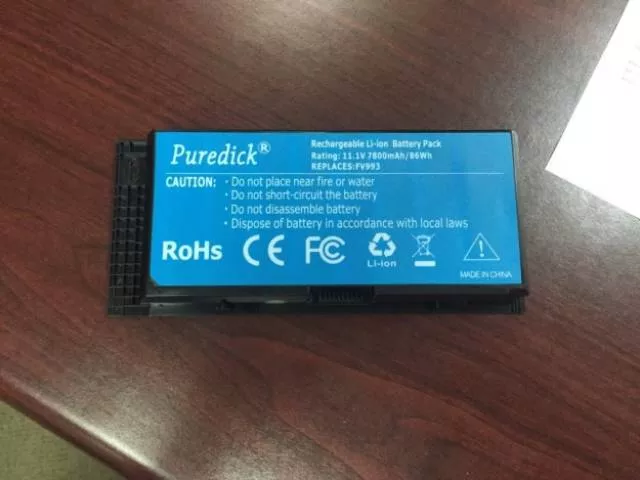 Puredick®
Rechargeable Li-ion Battery Pack
Rating: 11.1V 7800mAh/86Wh
REPLACES:FV993
CAUTION: · Do not place near fire or water
· Do not short-circuit the battery
· Do not disassemble battery
· Dispose of battery in accordance with local laws
RoHs CE FC Li-ion
MADE IN CHINA